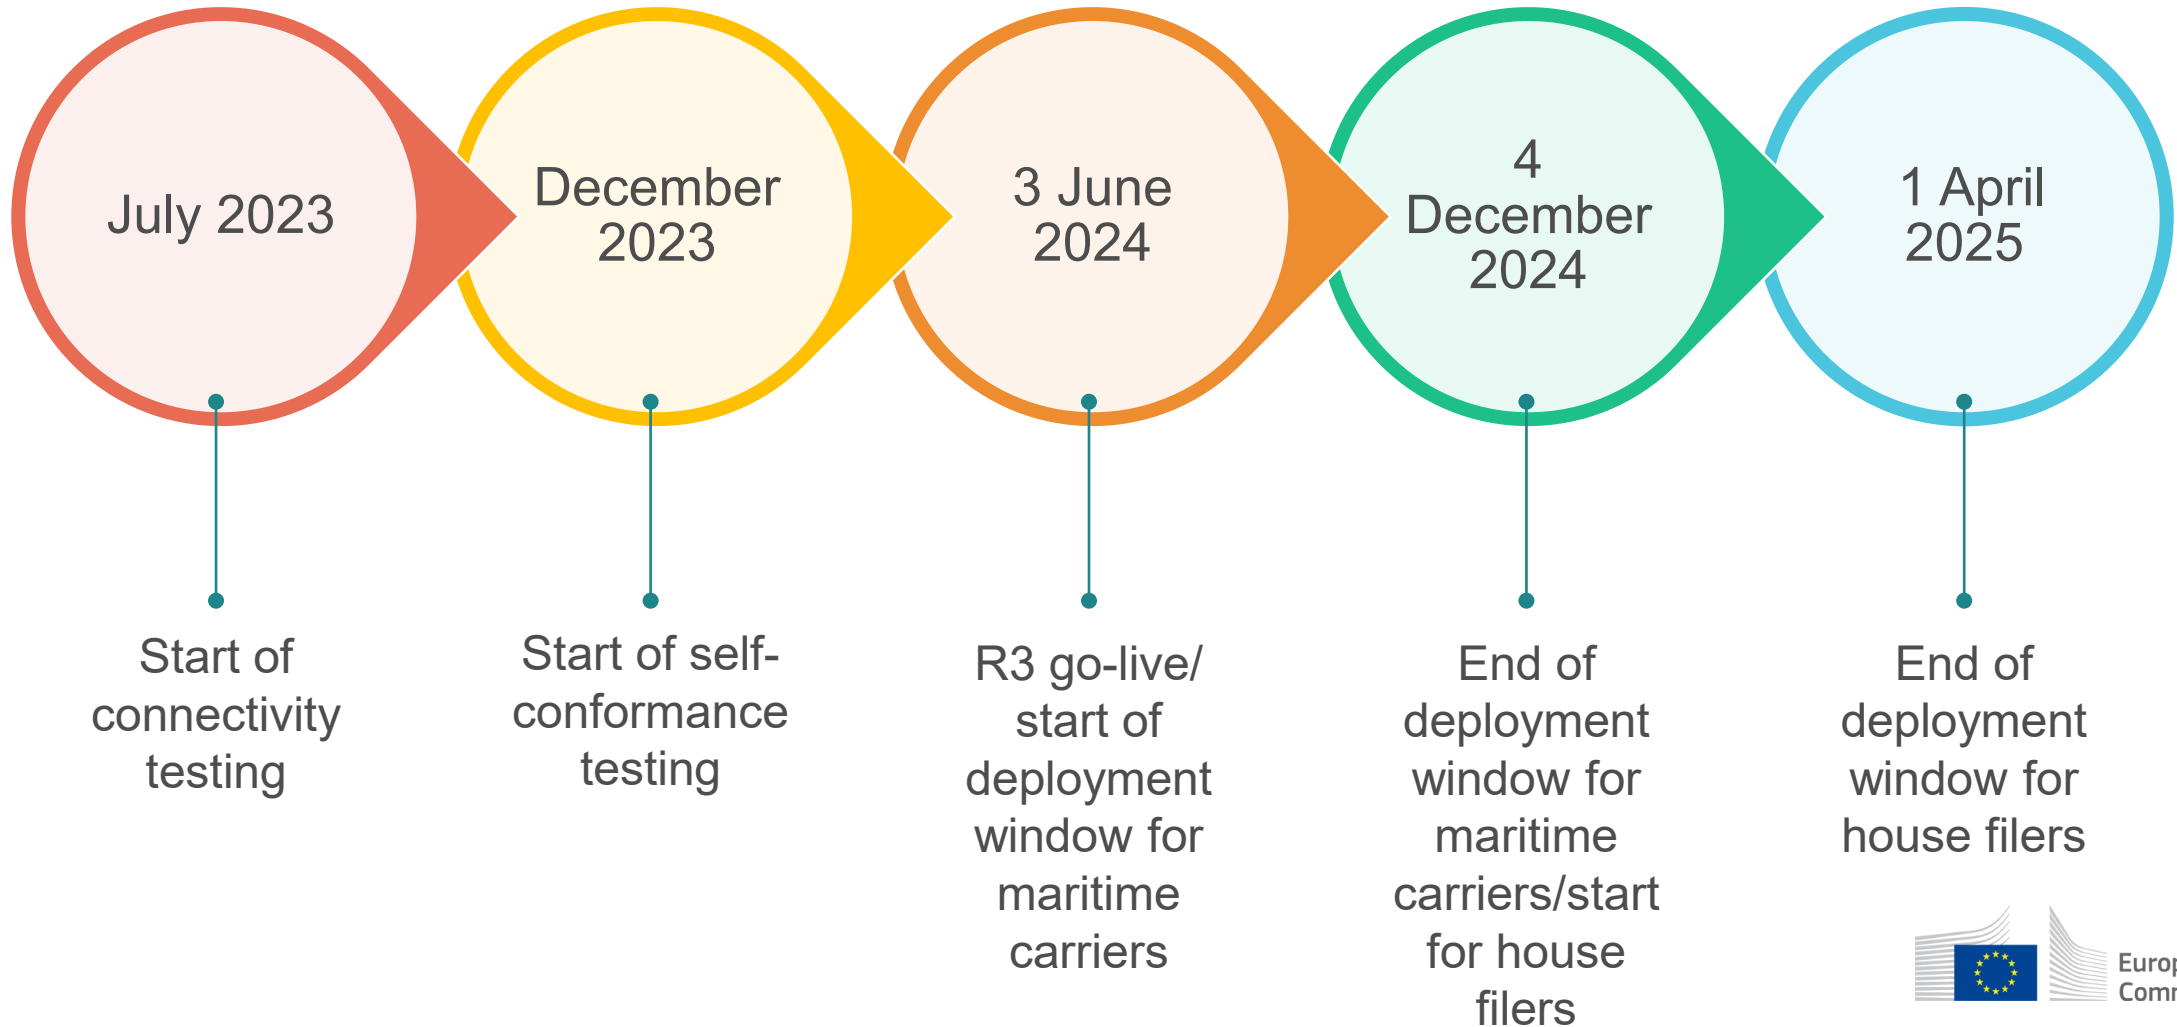 July 2023
December
2023
3 June
2024
4
December
2024
1 April
2025
Start of
connectivity
testing
Start of self-
conformance
testing
R3 go-live/
start of
deployment
window for
maritime
carriers
End of
deployment
window for
maritime
carriers/start
for house
filers
End of
deployment
window for
house filers